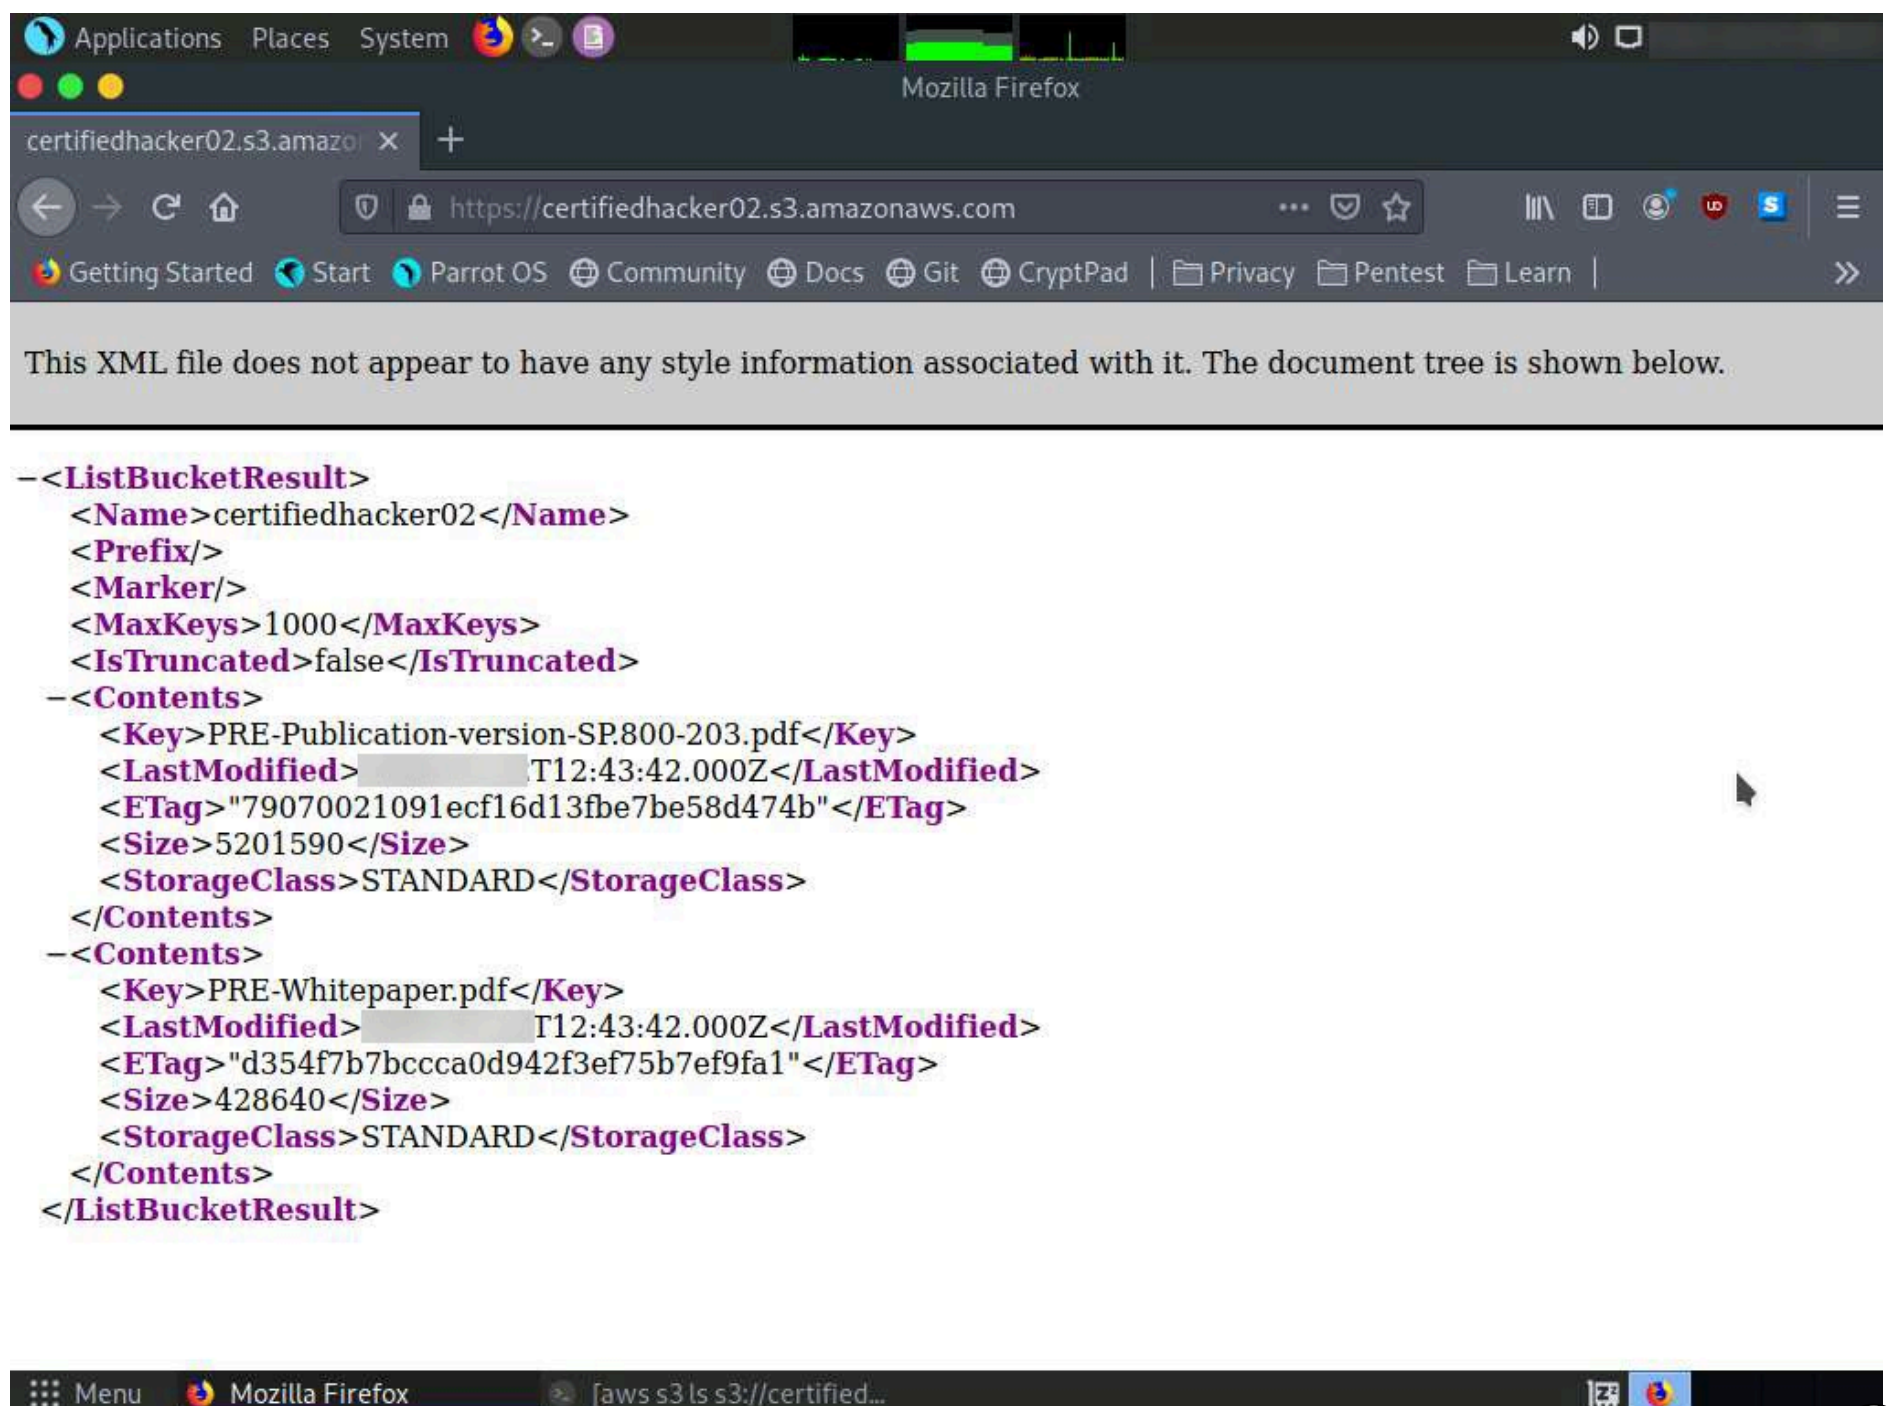 Applications Places System
Mozilla Firefox
certifiedhacker02.s3.amazo
https://certifiedhacker02.s3.amazonaws.com
Getting Started Start Parrot OS Community Docs Git CryptPad Privacy Pentest Learn
This XML file does not appear to have any style information associated with it. The document tree is shown below.
−<ListBucketResult>
<Name>certifiedhacker02</Name>
<Prefix/>
<Marker/>
<MaxKeys>1000</MaxKeys>
<IsTruncated>false</IsTruncated>
−<Contents>
<Key>PRE-Publication-version-SP.800-203.pdf</Key>
<LastModified> T12:43:42.000Z</LastModified>
<ETag>"79070021091ecf16d13fbe7be58d474b"</ETag>
<Size>5201590</Size>
<StorageClass>STANDARD</StorageClass>
</Contents>
−<Contents>
<Key>PRE-Whitepaper.pdf</Key>
<LastModified> T12:43:42.000Z</LastModified>
<ETag>"d354f7b7bccca0d942f3ef75b7ef9fa1"</ETag>
<Size>428640</Size>
<StorageClass>STANDARD</StorageClass>
</Contents>
</ListBucketResult>
Menu Mozilla Firefox [aws s3 ls s3://certified...